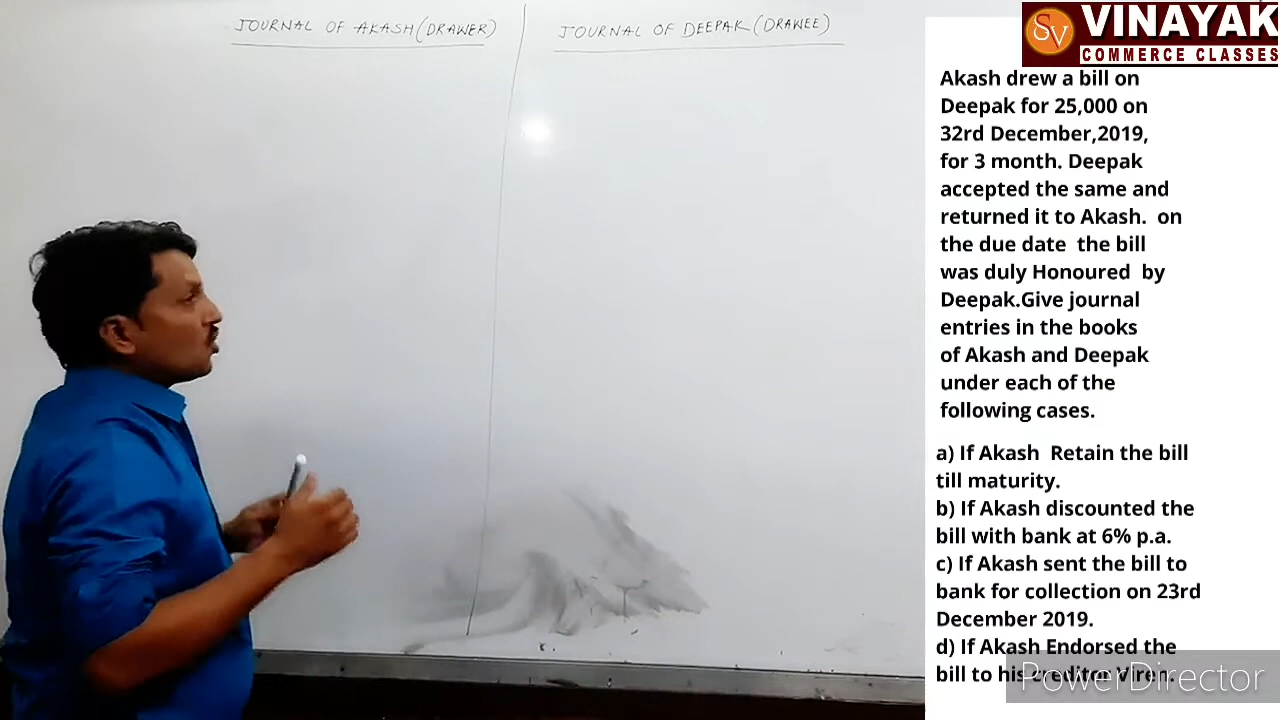 JOURNAL OF AKASH (DRAWER)
JOURNAL OF DEEPAK (DRAWEE)
SV
VINAYAK
COMMERCE CLASSES
Akash drew a bill on
Deepak for 25,000 on
32rd December,2019,
for 3 month. Deepak
accepted the same and
returned it to Akash. on
the due date the bill
was duly Honoured by
Deepak.Give journal
entries in the books
of Akash and Deepak
under each of the
following cases.
a) If Akash Retain the bill
till maturity.
b) If Akash discounted the
bill with bank at 6% p.a.
c) If Akash sent the bill to
bank for collection on 23rd
December 2019.
d) If Akash Endorsed the
bill to his creditor Viren.
PowerDirector